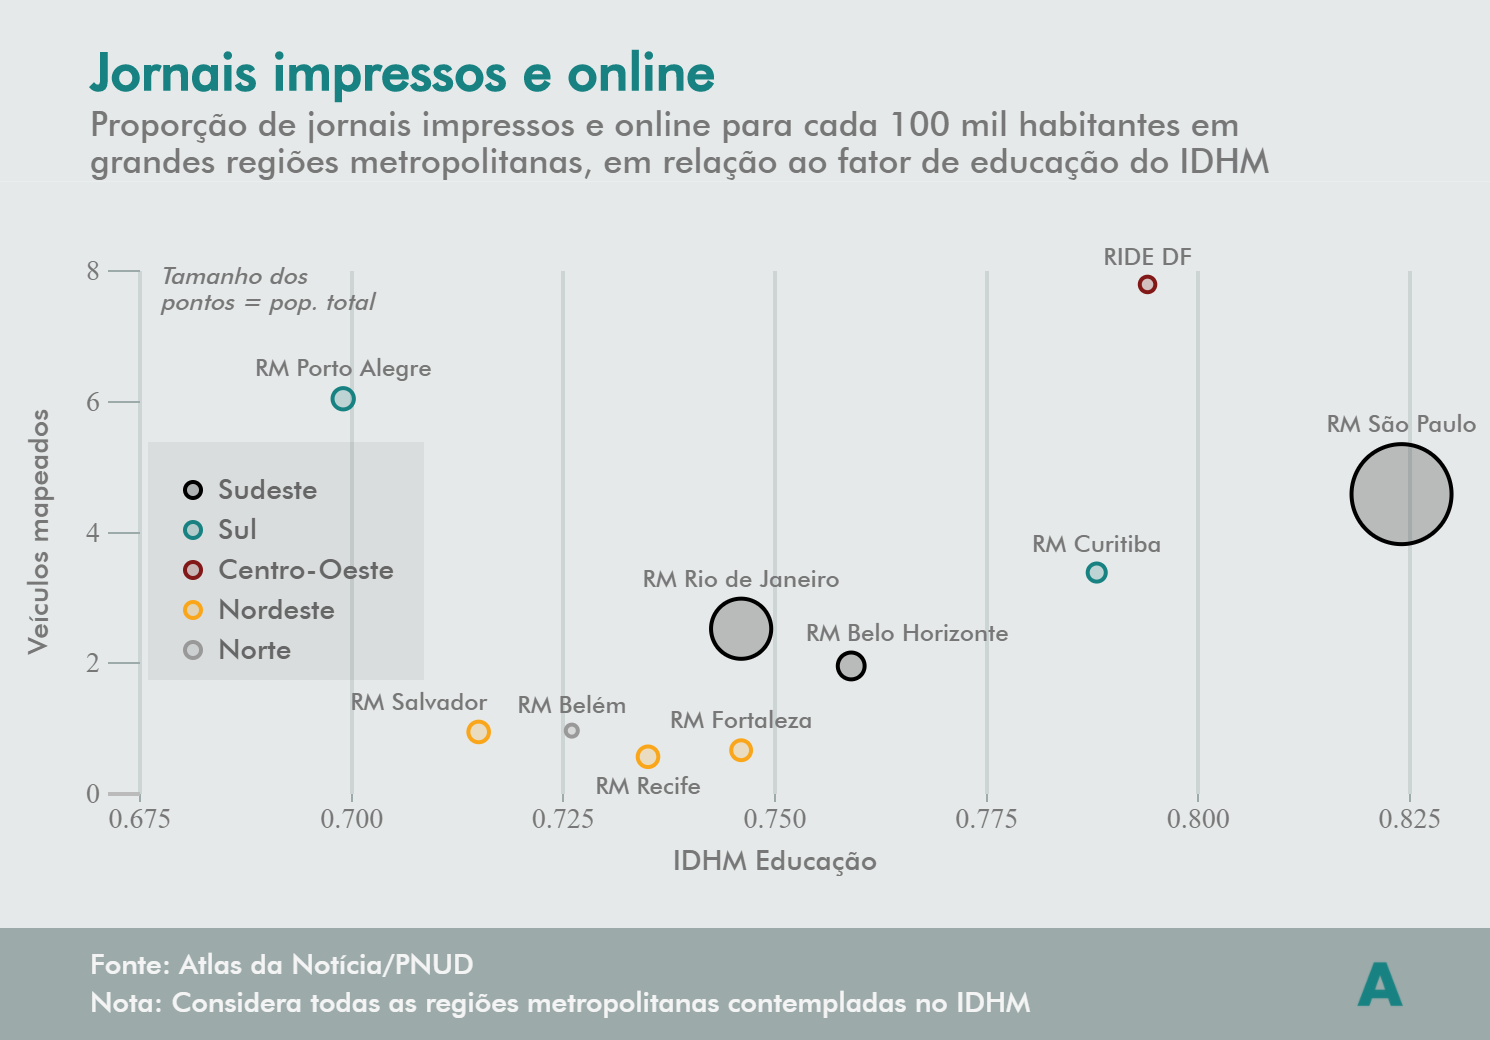 Jornais impressos e online
Proporção de jornais impressos e online para cada 100 mil habitantes em
grandes regiões metropolitanas, em relação ao fator de educação do IDHM
Tamanho dos
pontos = pop. total
8
6
4
2
0
Veículos mapeados
RIDE DF
RM Porto Alegre
RM São Paulo
Sudeste
Sul
Centro-Oeste
Nordeste
Norte
RM Curitiba
RM Rio de Janeiro
RM Belo Horizonte
RM Salvador
RM Belém
RM Fortaleza
RM Recife
0.675 0.700 0.725 0.750 0.775 0.800 0.825
IDHM Educação
Fonte: Atlas da Notícia/PNUD
Nota: Considera todas as regiões metropolitanas contempladas no IDHM
A